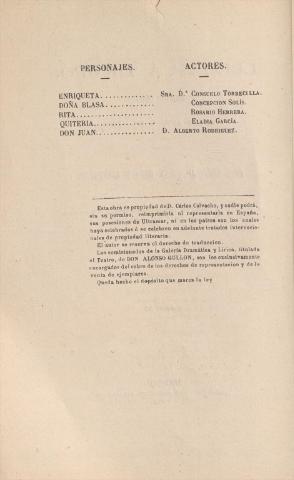 PERSONAJES. ACTORES.
ENRIQUETA.............. SRA. D.ª CONSUELO TORRECILLA.
DOÑA BLASA............. CONCEPCION SOLÍS.
RITA................... ROSARIO HERRERA.
QUITERIA............... ELADIA GARCÍA.
DON JUAN............... D. ALBERTO RODRIGUEZ.
Esta obra es propiedad de D. Cárlos Calvacho, y nadie podrá,
sin su permiso, reimprimirla ni representarla en España,
sus posesiones de Ultramar, ni en los países con los cuales
haya celebrados ó se celebren en adelante tratados internacio-
nales de propiedad literaria.
El autor se reserva el derecho de traduccion.
Los comisionados de la Galería Dramática y Lírica, titulada
el Teatro, de DON ALONSO GULLON, son los exclusivamente
encargados del cobro de los derechos de representacion y de la
venta de ejemplares.
Queda hecho el depósito que marca la ley